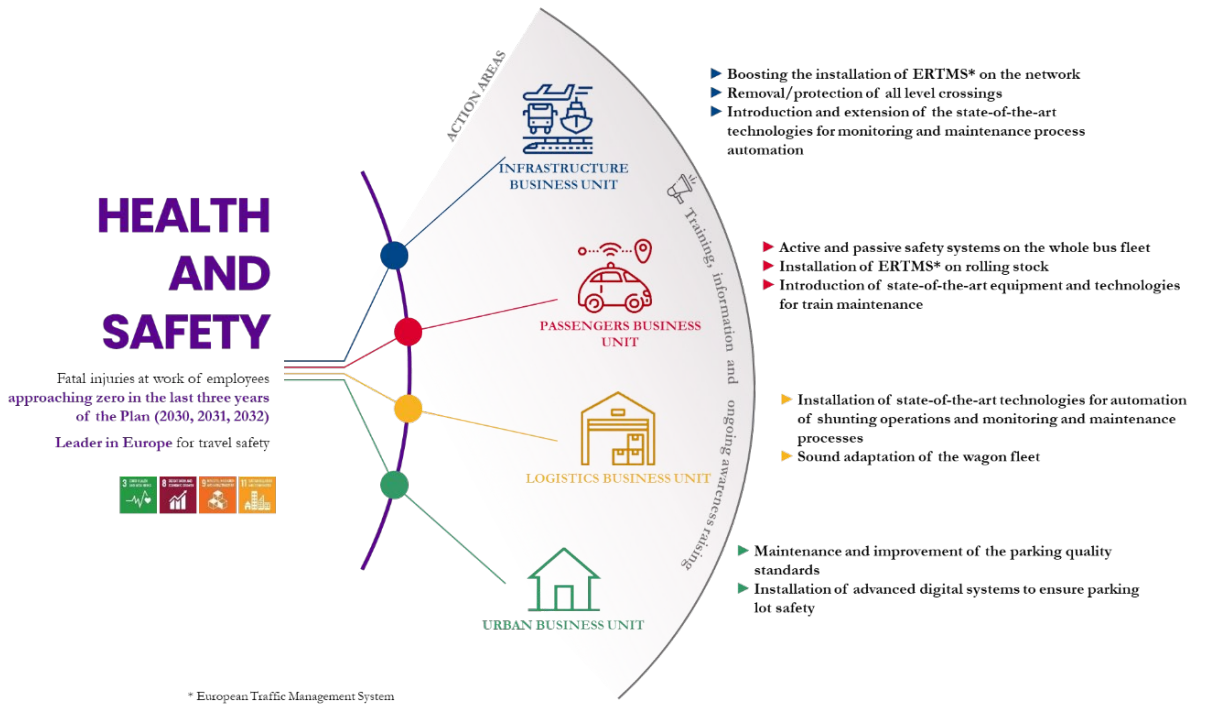 HEALTH
AND
SAFETY
Fatal injuries at work of employees
approaching zero in the last three years
of the Plan (2030, 2031, 2032)
Leader in Europe for travel safety
3
8
9
11
ACTION AREAS
INFRASTRUCTURE
BUSINESS UNIT
PASSENGERS BUSINESS
UNIT
LOGISTICS BUSINESS UNIT
URBAN BUSINESS UNIT
Training, information and ongoing awareness raising
Boosting the installation of ERTMS* on the network
Removal/protection of all level crossings
Introduction and extension of the state-of-the-art
technologies for monitoring and maintenance process
automation
Active and passive safety systems on the whole bus fleet
Installation of ERTMS* on rolling stock
Introduction of state-of-the-art equipment and technologies
for train maintenance
Installation of state-of-the-art technologies for automation
of shunting operations and monitoring and maintenance
processes
Sound adaptation of the wagon fleet
Maintenance and improvement of the parking quality
standards
Installation of advanced digital systems to ensure parking
lot safety
* European Traffic Management System